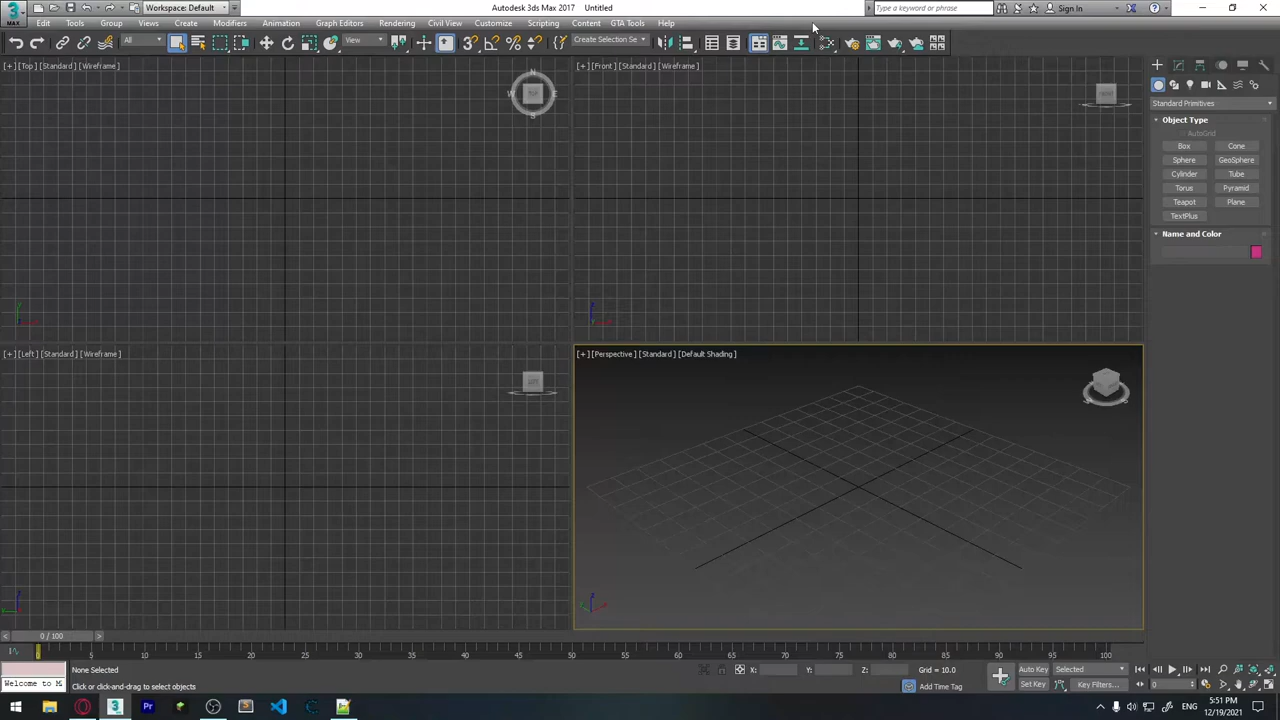 Workspace: Default
Autodesk 3ds Max 2017 Untitled
Type a keyword or phrase
Sign In
MAX
Edit Tools Group Views Create Modifiers Animation Graph Editors Rendering Civil View Customize Scripting Content GTA Tools Help
All
View
Create Selection Se
[+] [Top] [Standard] [Wireframe]
N
W TOP E
S
[+] [Front] [Standard] [Wireframe]
FRONT
Standard Primitives
Object Type
AutoGrid
Box Cone
Sphere GeoSphere
Cylinder Tube
Torus Pyramid
Teapot Plane
TextPlus
Name and Color
[+] [Left] [Standard] [Wireframe]
LEFT
[+] [Perspective] [Standard] [Default Shading]
0 / 100
0 5 10 15 20 25 30 35 40 45 50 55 60 65 70 75 80 85 90 95 100
None Selected
X: Y: Z: Grid = 10.0
Auto Key Selected
Welcome to M
Click or click-and-drag to select objects
Add Time Tag
Set Key Key Filters...
0
ENG
5:51 PM
12/19/2021